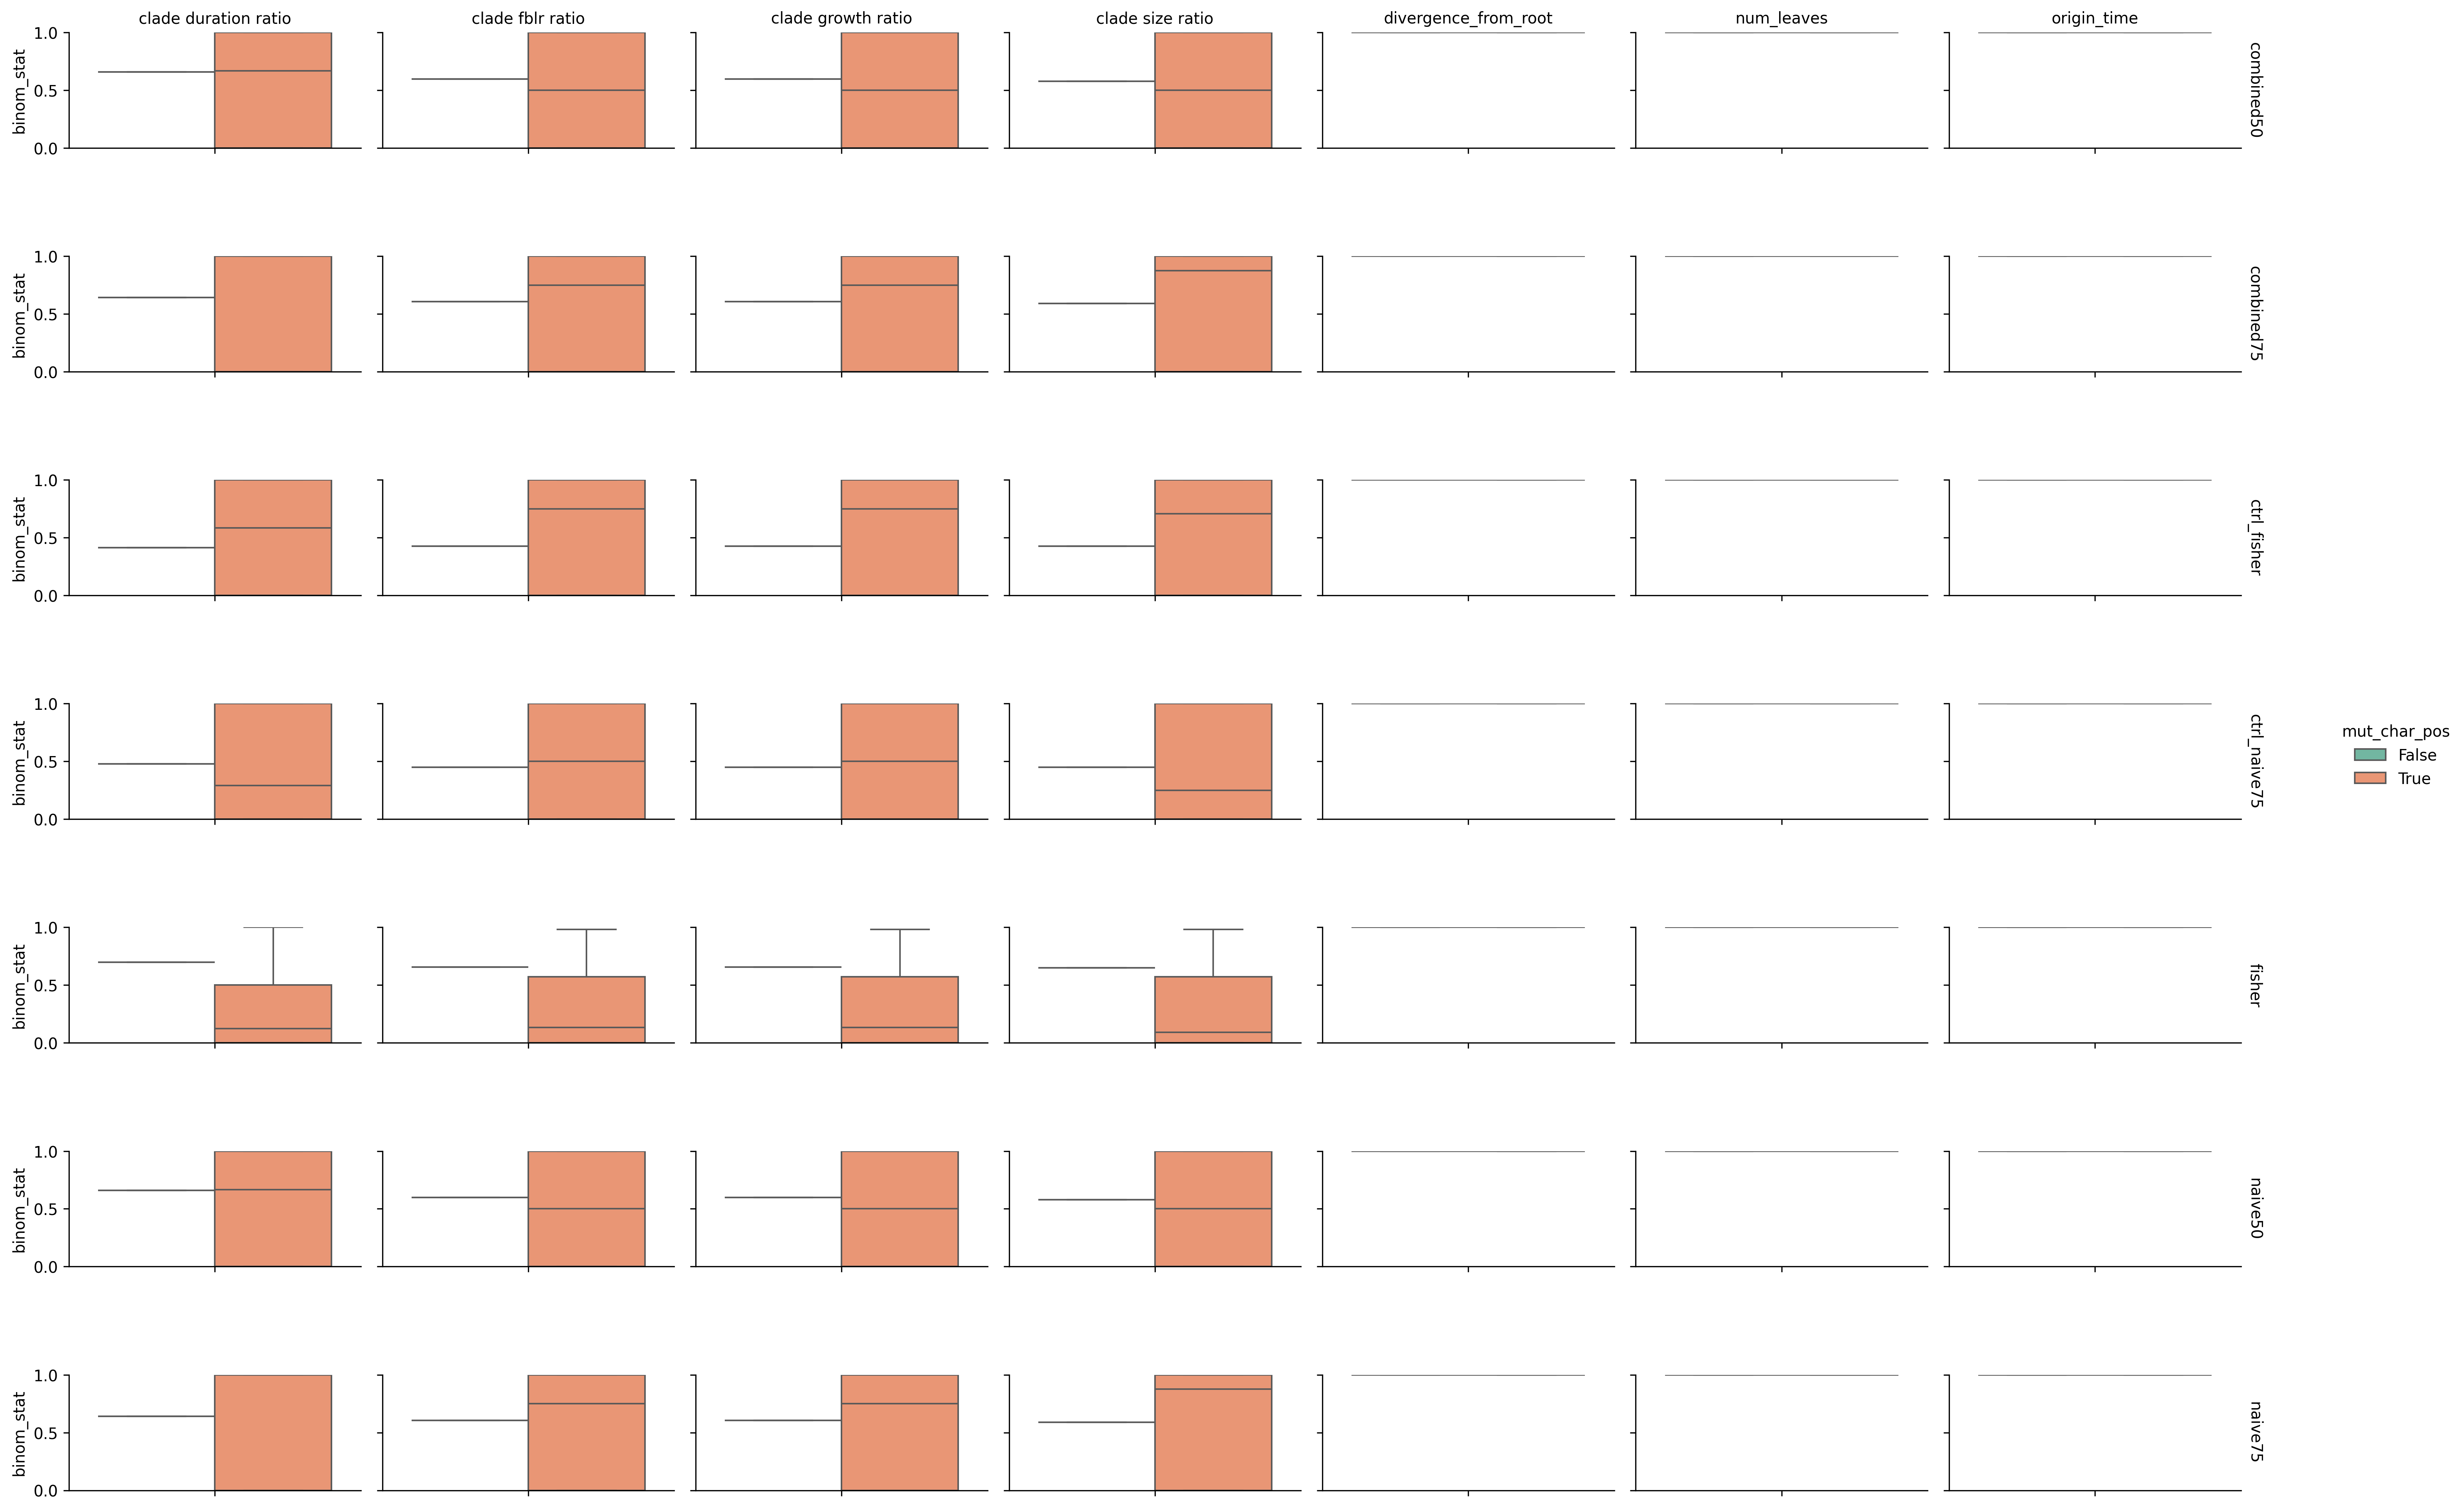 clade duration ratio
clade fblr ratio
clade growth ratio
clade size ratio
divergence_from_root
num_leaves
origin_time
1.0
0.5
0.0
binom_stat
combined50
1.0
0.5
0.0
binom_stat
combined75
1.0
0.5
0.0
binom_stat
ctrl_fisher
1.0
0.5
0.0
binom_stat
ctrl_naive75
mut_char_pos
False
True
1.0
0.5
0.0
binom_stat
fisher
1.0
0.5
0.0
binom_stat
naive50
1.0
0.5
0.0
binom_stat
naive75